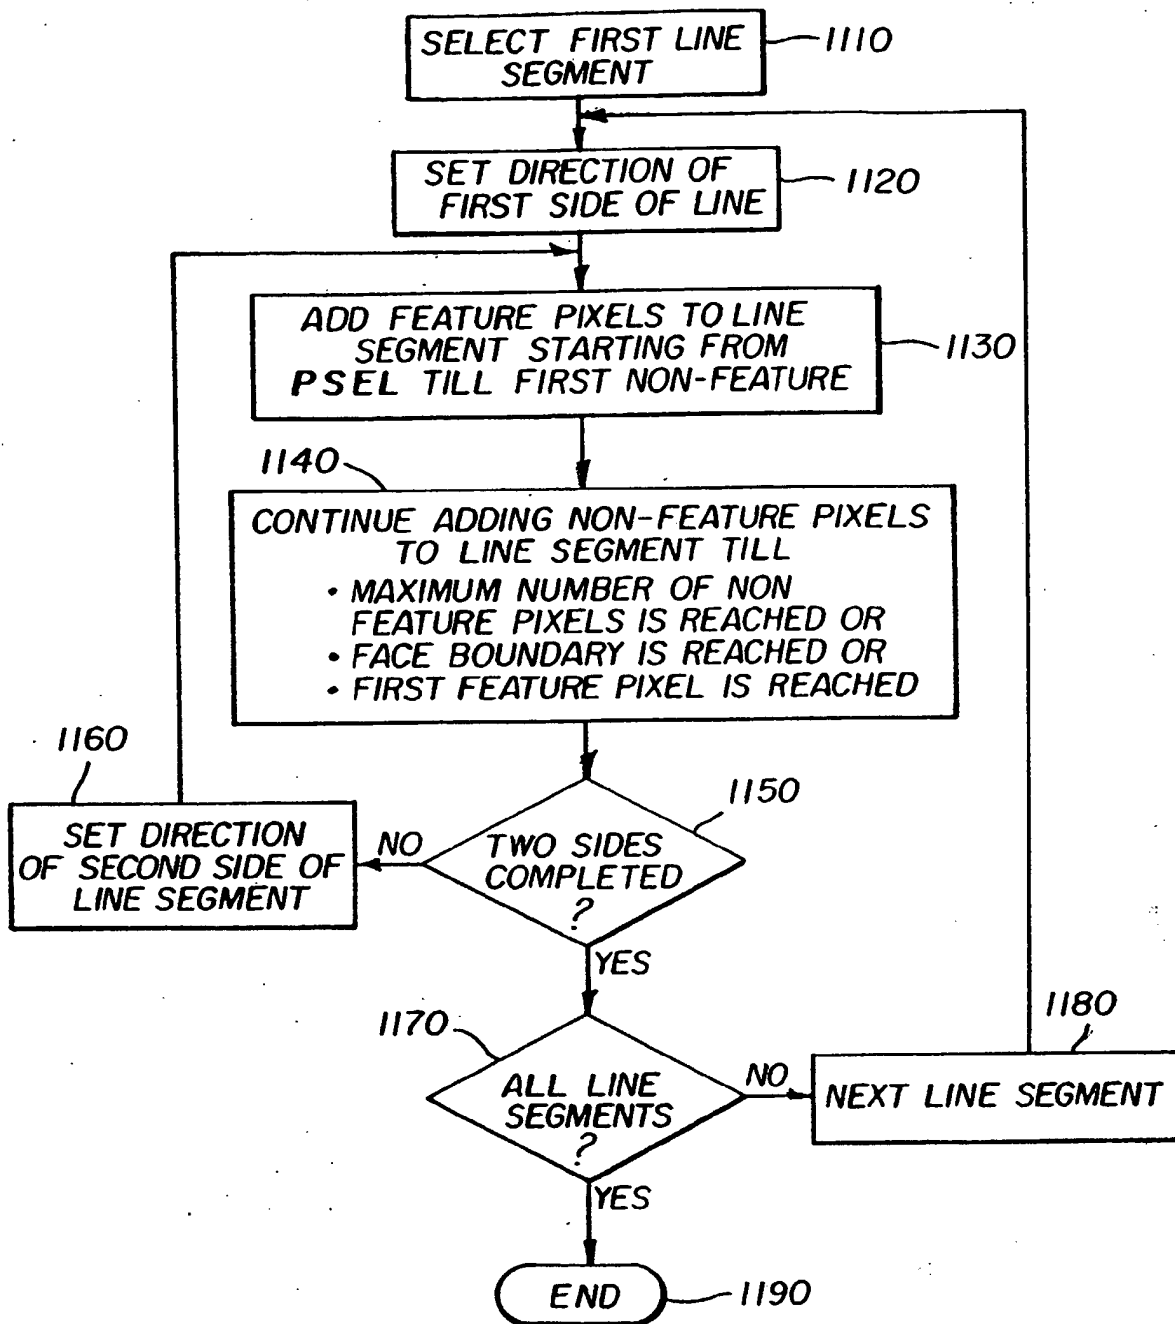 SELECT FIRST LINE
SEGMENT
1110
SET DIRECTION OF
FIRST SIDE OF LINE
1120
ADD FEATURE PIXELS TO LINE
SEGMENT STARTING FROM
PSEL TILL FIRST NON-FEATURE
1130
1140
CONTINUE ADDING NON-FEATURE PIXELS
TO LINE SEGMENT TILL
• MAXIMUM NUMBER OF NON
FEATURE PIXELS IS REACHED OR
• FACE BOUNDARY IS REACHED OR
• FIRST FEATURE PIXEL IS REACHED
1160
SET DIRECTION
OF SECOND SIDE OF
LINE SEGMENT
NO
1150
TWO SIDES
COMPLETED
?
YES
1170
ALL LINE
SEGMENTS
?
NO
1180
NEXT LINE SEGMENT
YES
END
1190